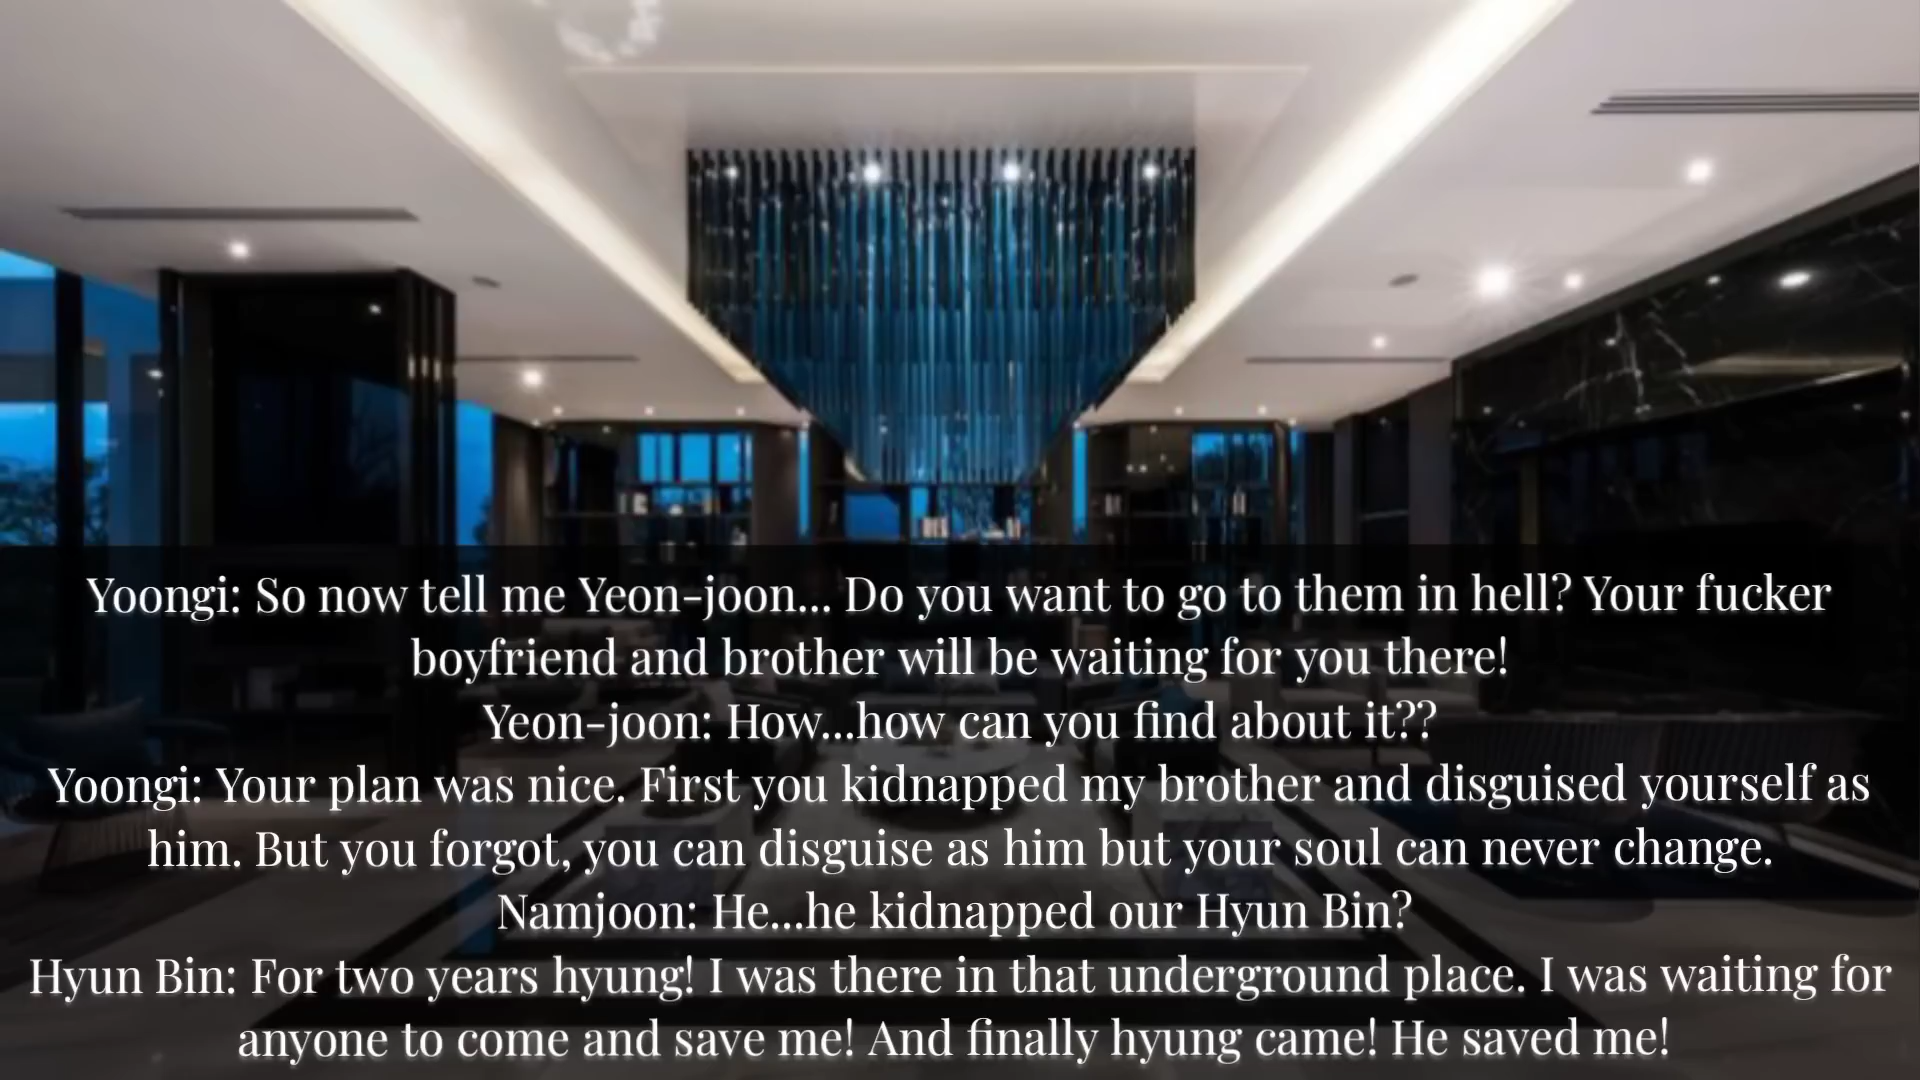 Yoongi: So now tell me Yeon-joon... Do you want to go to them in hell? Your fucker
boyfriend and brother will be waiting for you there!
Yeon-joon: How...how can you find about it??
Yoongi: Your plan was nice. First you kidnapped my brother and disguised yourself as
him. But you forgot, you can disguise as him but your soul can never change.
Namjoon: He...he kidnapped our Hyun Bin?
Hyun Bin: For two years hyung! I was there in that underground place. I was waiting for
anyone to come and save me! And finally hyung came! He saved me!